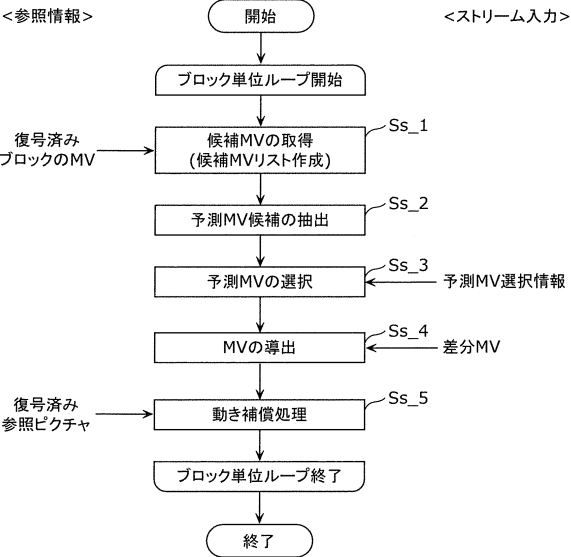 <参照情報>
開始
<ストリーム入力>
ブロック単位ループ開始
Ss_1
復号済み
ブロックのMV
候補MVの取得
(候補MVリスト作成)
Ss_2
予測MV候補の抽出
Ss_3
予測MVの選択
予測MV選択情報
Ss_4
MVの導出
差分MV
Ss_5
復号済み
参照ピクチャ
動き補償処理
ブロック単位ループ終了
終了